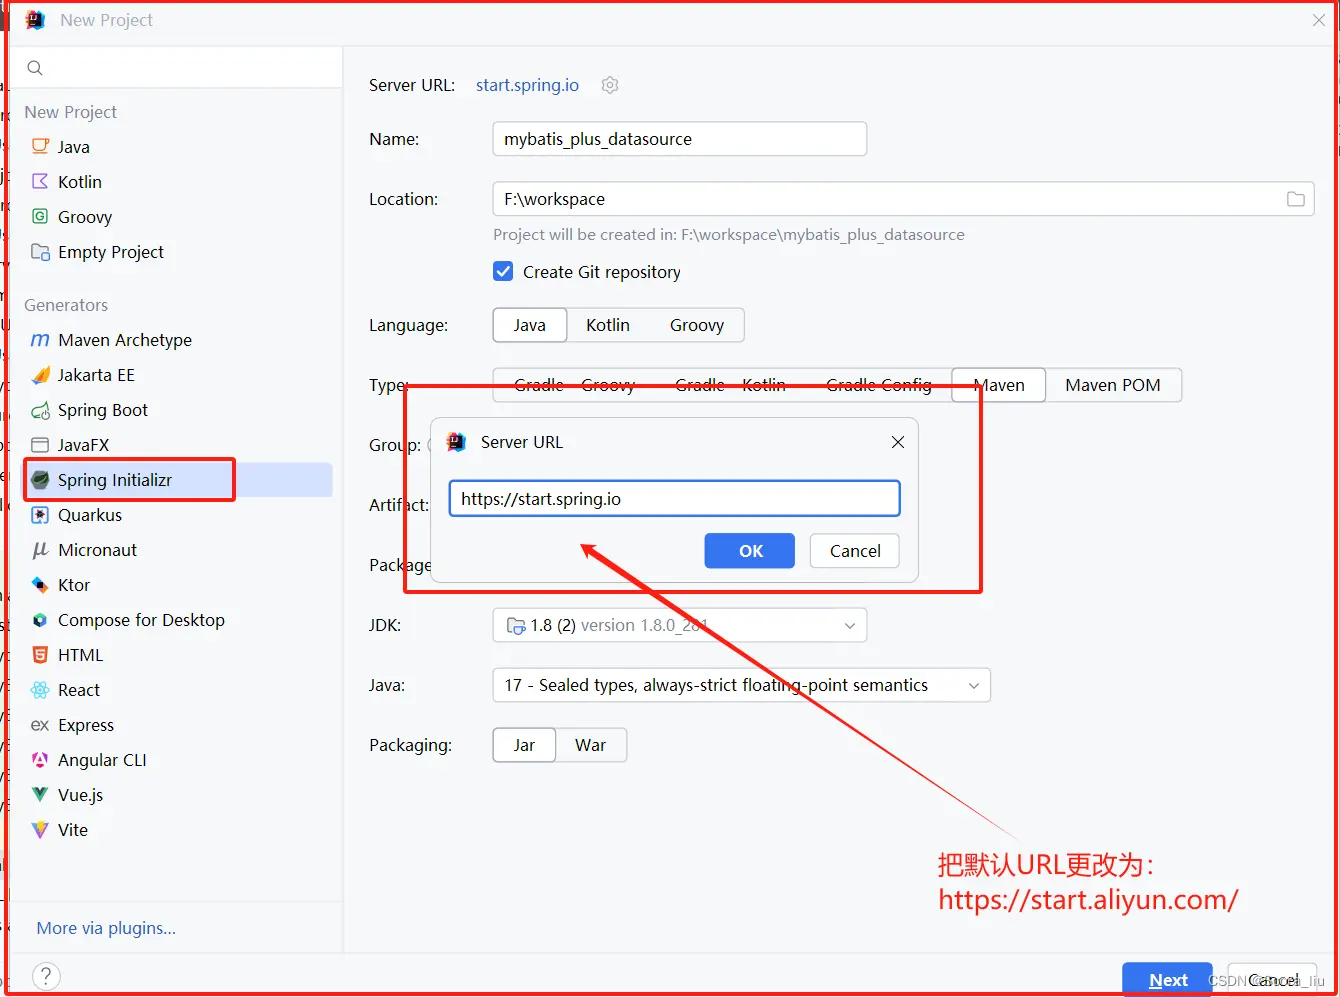 New Project
New Project
Java
Kotlin
Groovy
Empty Project
Generators
Maven Archetype
Jakarta EE
Spring Boot
JavaFX
Spring Initializr
Quarkus
Micronaut
Ktor
Compose for Desktop
HTML
React
ex Express
Angular CLI
Vue.js
Vite
More via plugins...
?
Server URL: start.spring.io
Name: mybatis_plus_datasource
Location: F:\workspace
Project will be created in: F:\workspace\mybatis_plus_datasource
Create Git repository
Language: Java Kotlin Groovy
Type: Gradle - Groovy Gradle - Kotlin Gradle Config Maven Maven POM
Group:
Artifact:
Package
Server URL
https://start.spring.io
OK Cancel
JDK: 1.8 (2) version 1.8.0_281
Java: 17 - Sealed types, always-strict floating-point semantics
Packaging: Jar War
把默认URL更改为：
https://start.aliyun.com/
Next Cancel
CSDN